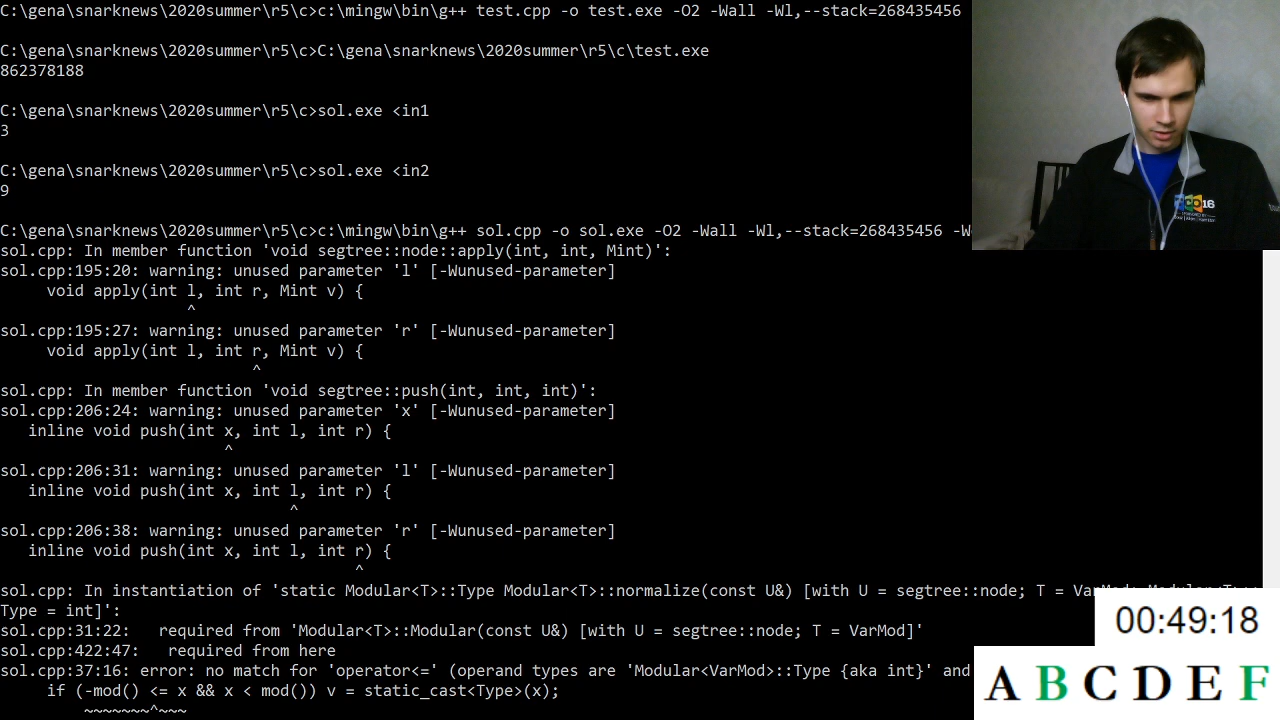 C:\gena\snarknews\2020summer\r5\c>c:\mingw\bin\g++ test.cpp -o test.exe -O2 -Wall -Wl,--stack=268435456
C:\gena\snarknews\2020summer\r5\c>C:\gena\snarknews\2020summer\r5\c\test.exe
862378188
C:\gena\snarknews\2020summer\r5\c>sol.exe <in1
3
C:\gena\snarknews\2020summer\r5\c>sol.exe <in2
9
C:\gena\snarknews\2020summer\r5\c>c:\mingw\bin\g++ sol.cpp -o sol.exe -O2 -Wall -Wl,--stack=268435456
sol.cpp: In member function 'void segtree::node::apply(int, int, Mint)':
sol.cpp:195:20: warning: unused parameter 'l' [-Wunused-parameter]
void apply(int l, int r, Mint v) {
^
sol.cpp:195:27: warning: unused parameter 'r' [-Wunused-parameter]
void apply(int l, int r, Mint v) {
^
sol.cpp: In member function 'void segtree::push(int, int, int)':
sol.cpp:206:24: warning: unused parameter 'x' [-Wunused-parameter]
inline void push(int x, int l, int r) {
^
sol.cpp:206:31: warning: unused parameter 'l' [-Wunused-parameter]
inline void push(int x, int l, int r) {
^
sol.cpp:206:38: warning: unused parameter 'r' [-Wunused-parameter]
inline void push(int x, int l, int r) {
^
sol.cpp: In instantiation of 'static Modular<T>::Type Modular<T>::normalize(const U&) [with U = segtree::node; T =
Type = int]':
sol.cpp:31:22:   required from 'Modular<T>::Modular(const U&) [with U = segtree::node; T = VarMod]'
sol.cpp:422:47:   required from here
sol.cpp:37:16: error: no match for 'operator<=' (operand types are 'Modular<VarMod>::Type {aka int}' and
if (-mod() <= x && x < mod()) v = static_cast<Type>(x);
~~~~~~~^~~~
16
00:49:18
A B C D E F